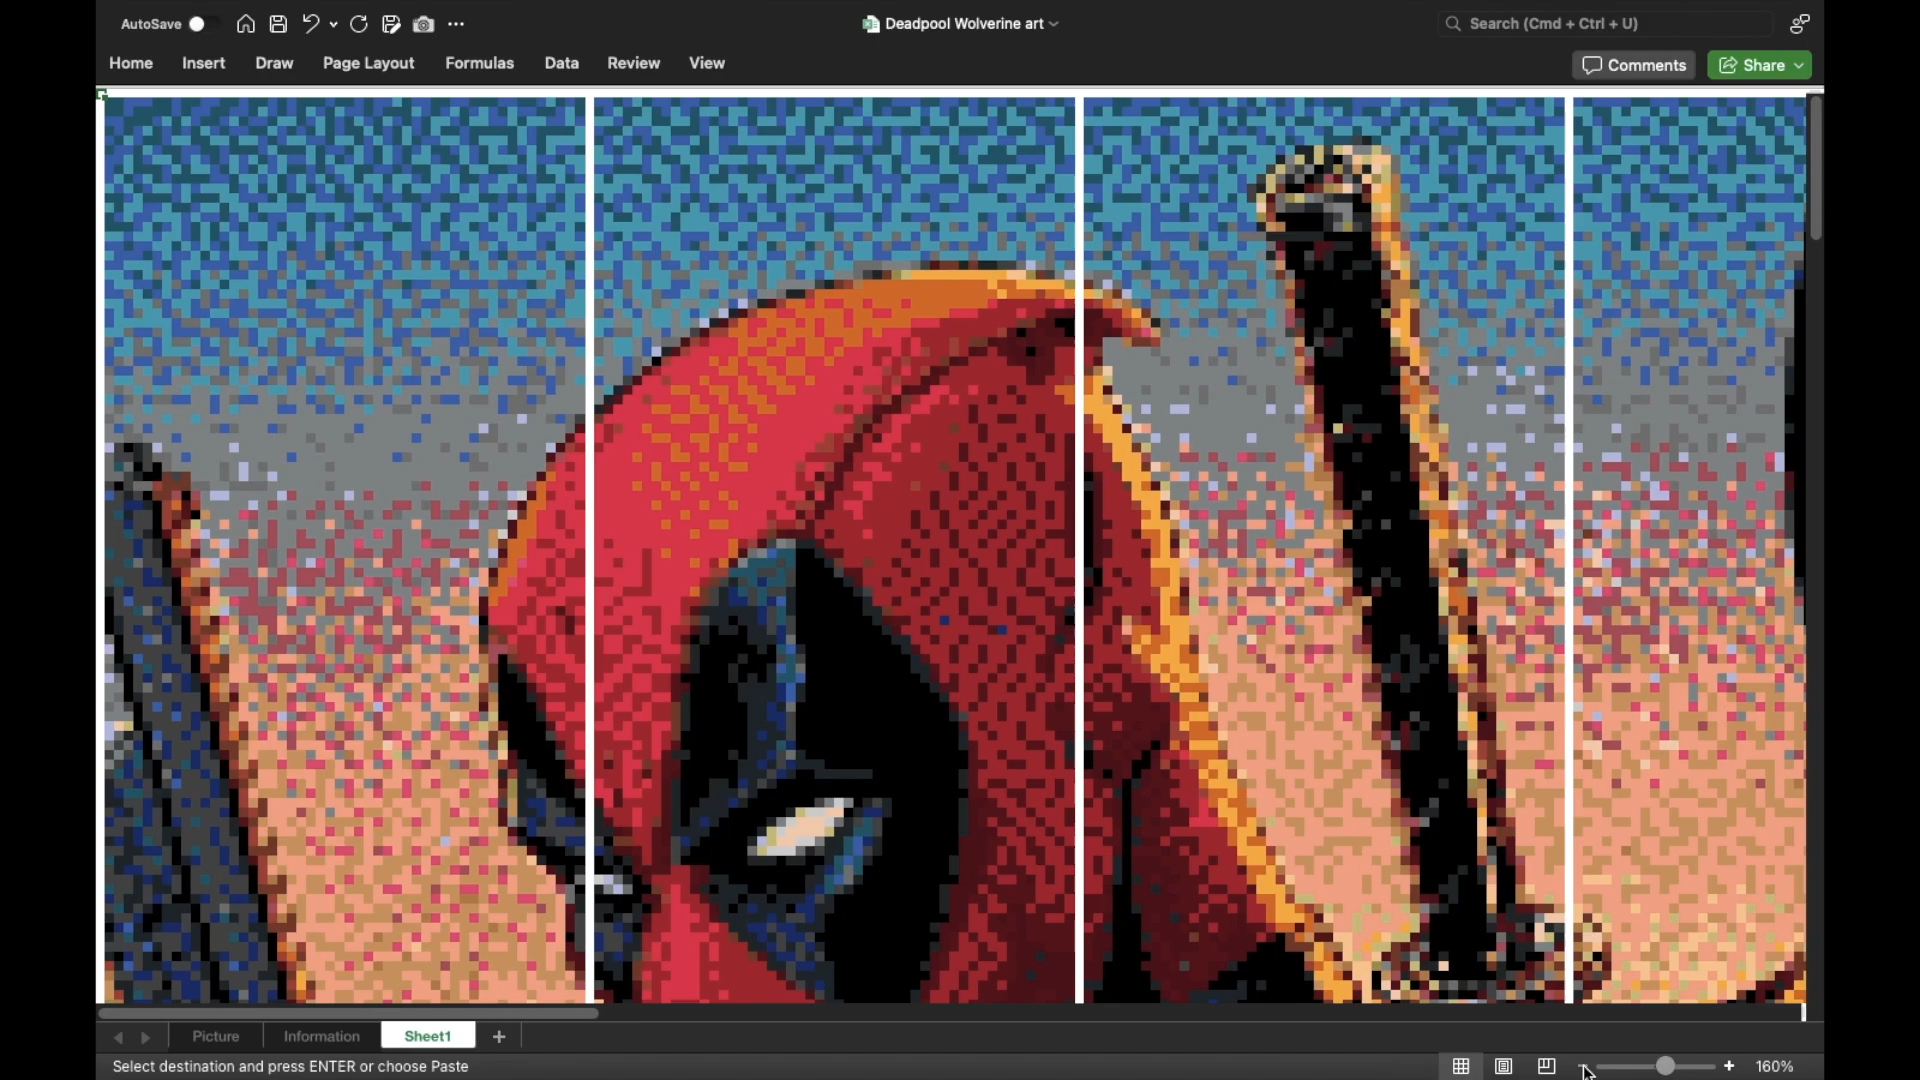 AutoSave
Deadpool Wolverine art
Search (Cmd + Ctrl + U)
Home Insert Draw Page Layout Formulas Data Review View
Comments Share
Picture Information Sheet1
Select destination and press ENTER or choose Paste
160%